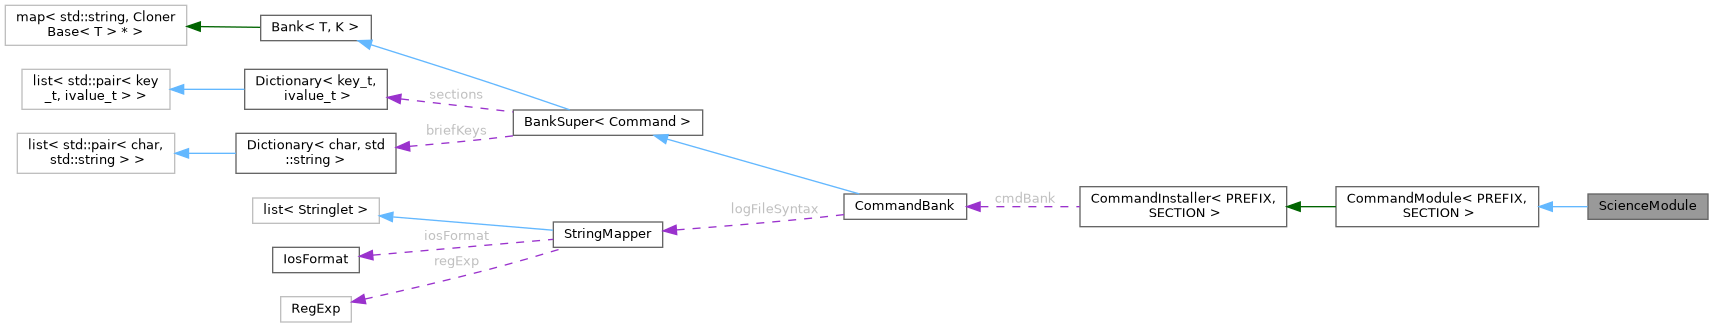 map< std::string, Cloner
Base< T > * >
Bank< T, K >
list< std::pair< key
_t, ivalue_t > >
Dictionary< key_t,
ivalue_t >
sections
BankSuper< Command >
briefKeys
list< std::pair< char,
std::string > >
Dictionary< char, std
::string >
list< Stringlet >
logFileSyntax
CommandBank
cmdBank
CommandInstaller< PREFIX,
SECTION >
CommandModule< PREFIX,
SECTION >
ScienceModule
iosFormat
StringMapper
IosFormat
regExp
RegExp